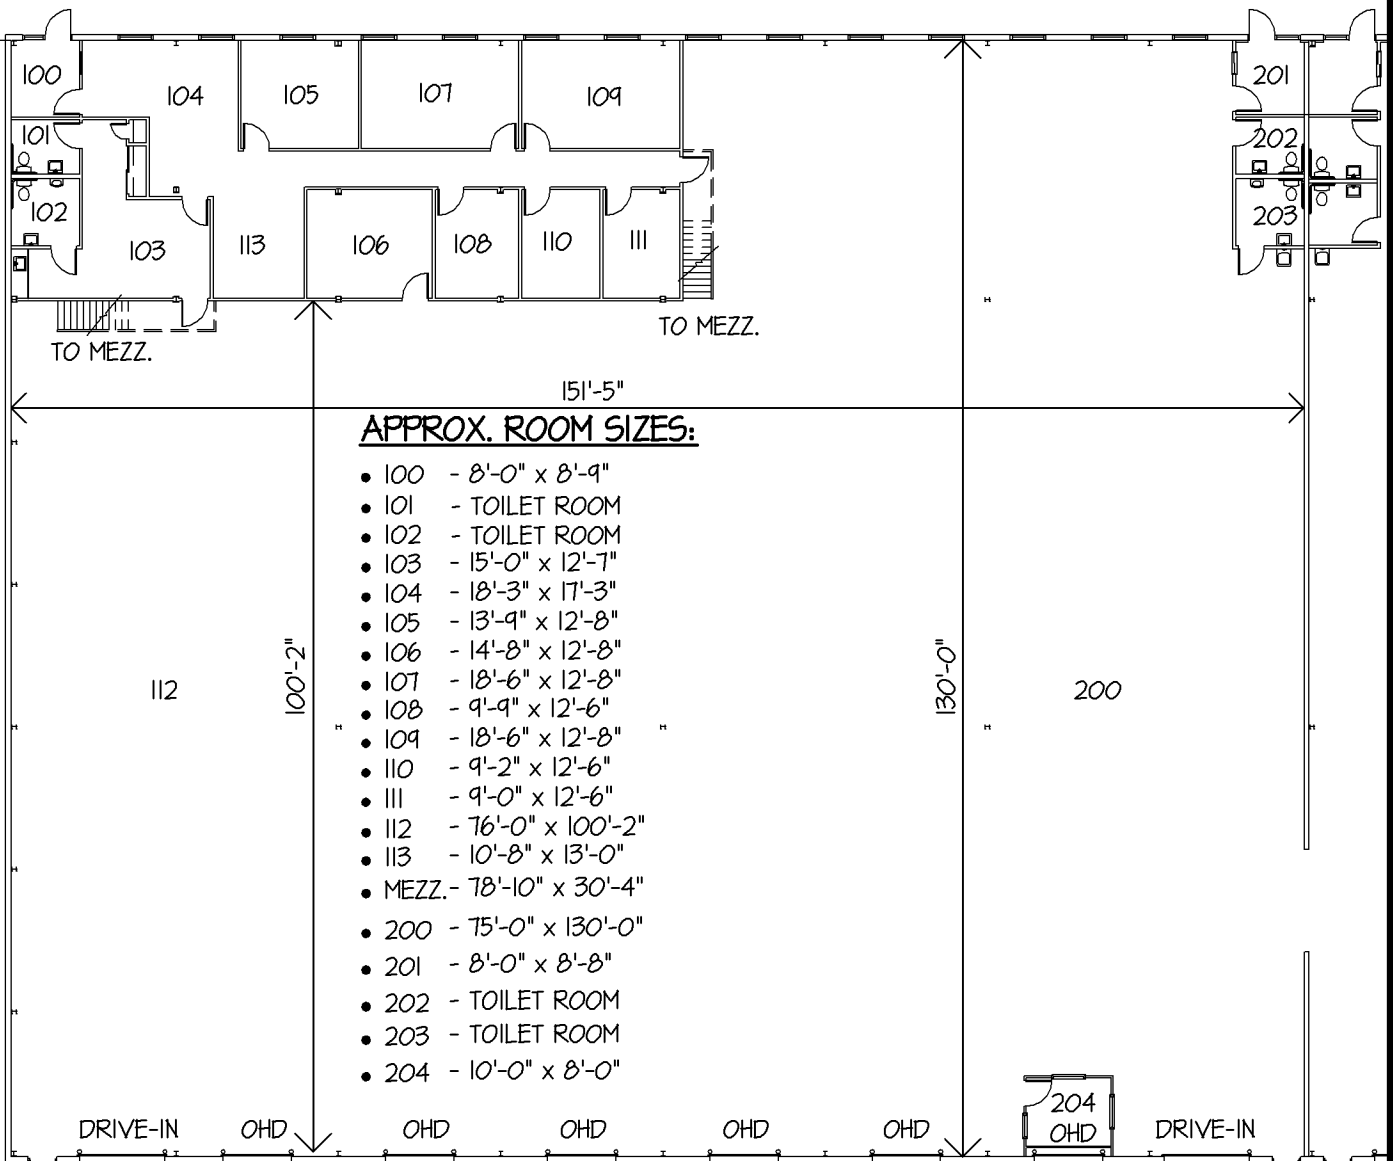 100
104
105
107
109
201
101
202
102
203
103
113
106
108
110
111
TO MEZZ.
TO MEZZ.
151'-5"
APPROX. ROOM SIZES:
• 100 - 8'-0" x 8'-9"
• 101 - TOILET ROOM
• 102 - TOILET ROOM
• 103 - 15'-0" x 12'-7"
• 104 - 18'-3" x 17'-3"
• 105 - 13'-9" x 12'-8"
• 106 - 14'-8" x 12'-8"
• 107 - 18'-6" x 12'-8"
• 108 - 9'-9" x 12'-6"
• 109 - 18'-6" x 12'-8"
• 110 - 9'-2" x 12'-6"
• 111 - 9'-0" x 12'-6"
• 112 - 76'-0" x 100'-2"
• 113 - 10'-8" x 13'-0"
• MEZZ. - 78'-10" x 30'-4"
• 200 - 75'-0" x 130'-0"
• 201 - 8'-0" x 8'-8"
• 202 - TOILET ROOM
• 203 - TOILET ROOM
• 204 - 10'-0" x 8'-0"
112
100'-2"
130'-0"
200
204
DRIVE-IN OHD OHD OHD OHD OHD OHD DRIVE-IN